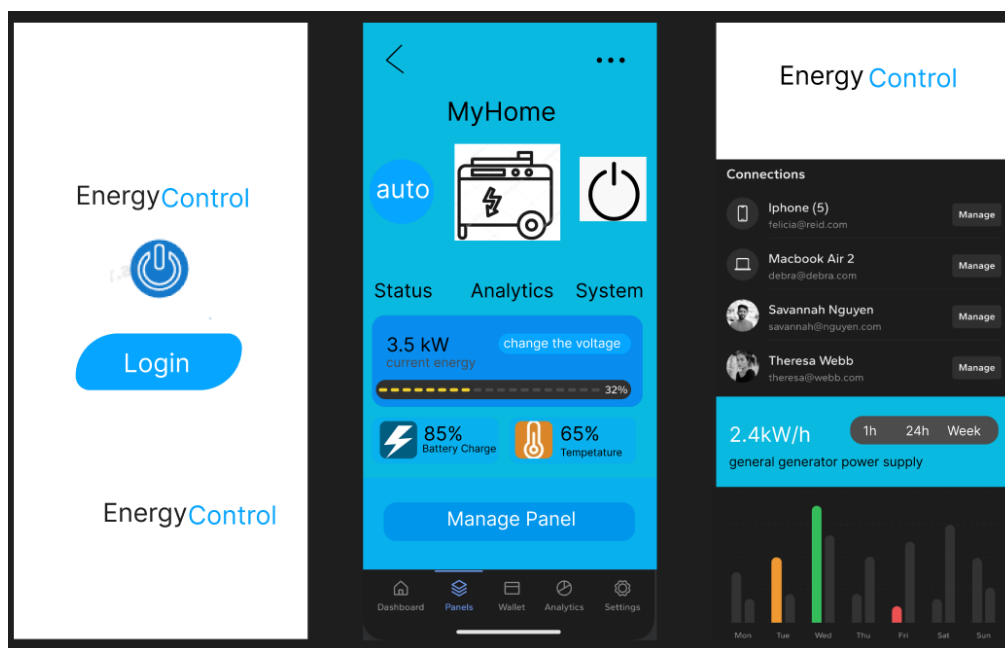 EnergyControl
Login
EnergyControl
MyHome
auto
Status Analytics System
3.5 kW
current energy
change the voltage
32%
85%
Battery Charge
65%
Tempetature
Manage Panel
Dashboard Panels Wallet Analytics Settings
Energy Control
Connections
Iphone (5)
felicia@reid.com
Manage
Macbook Air 2
debra@debra.com
Manage
Savannah Nguyen
savannah@nguyen.com
Manage
Theresa Webb
theresa@webb.com
Manage
2.4kW/h
1h 24h Week
general generator power supply
Mon Tue Wed Thu Fri Sat Sun